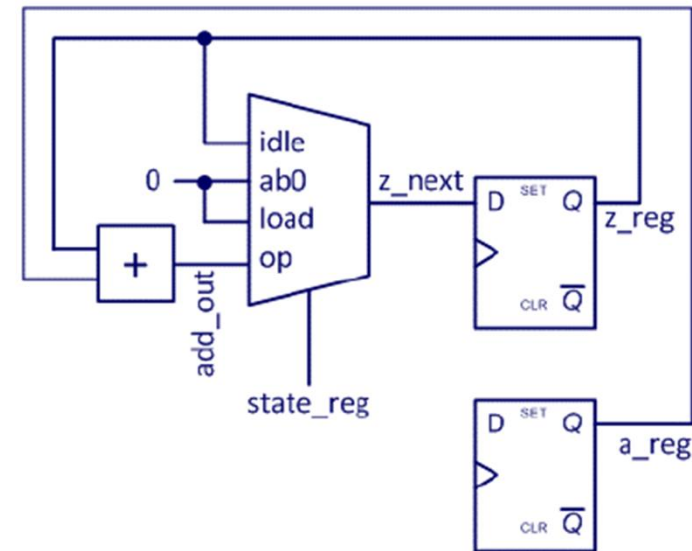 idle
0
ab0
z_next
load
D
SET
Q
z_reg
+
op
add_out
CLR
Q̅
state_reg
D
SET
Q
a_reg
CLR
Q̅